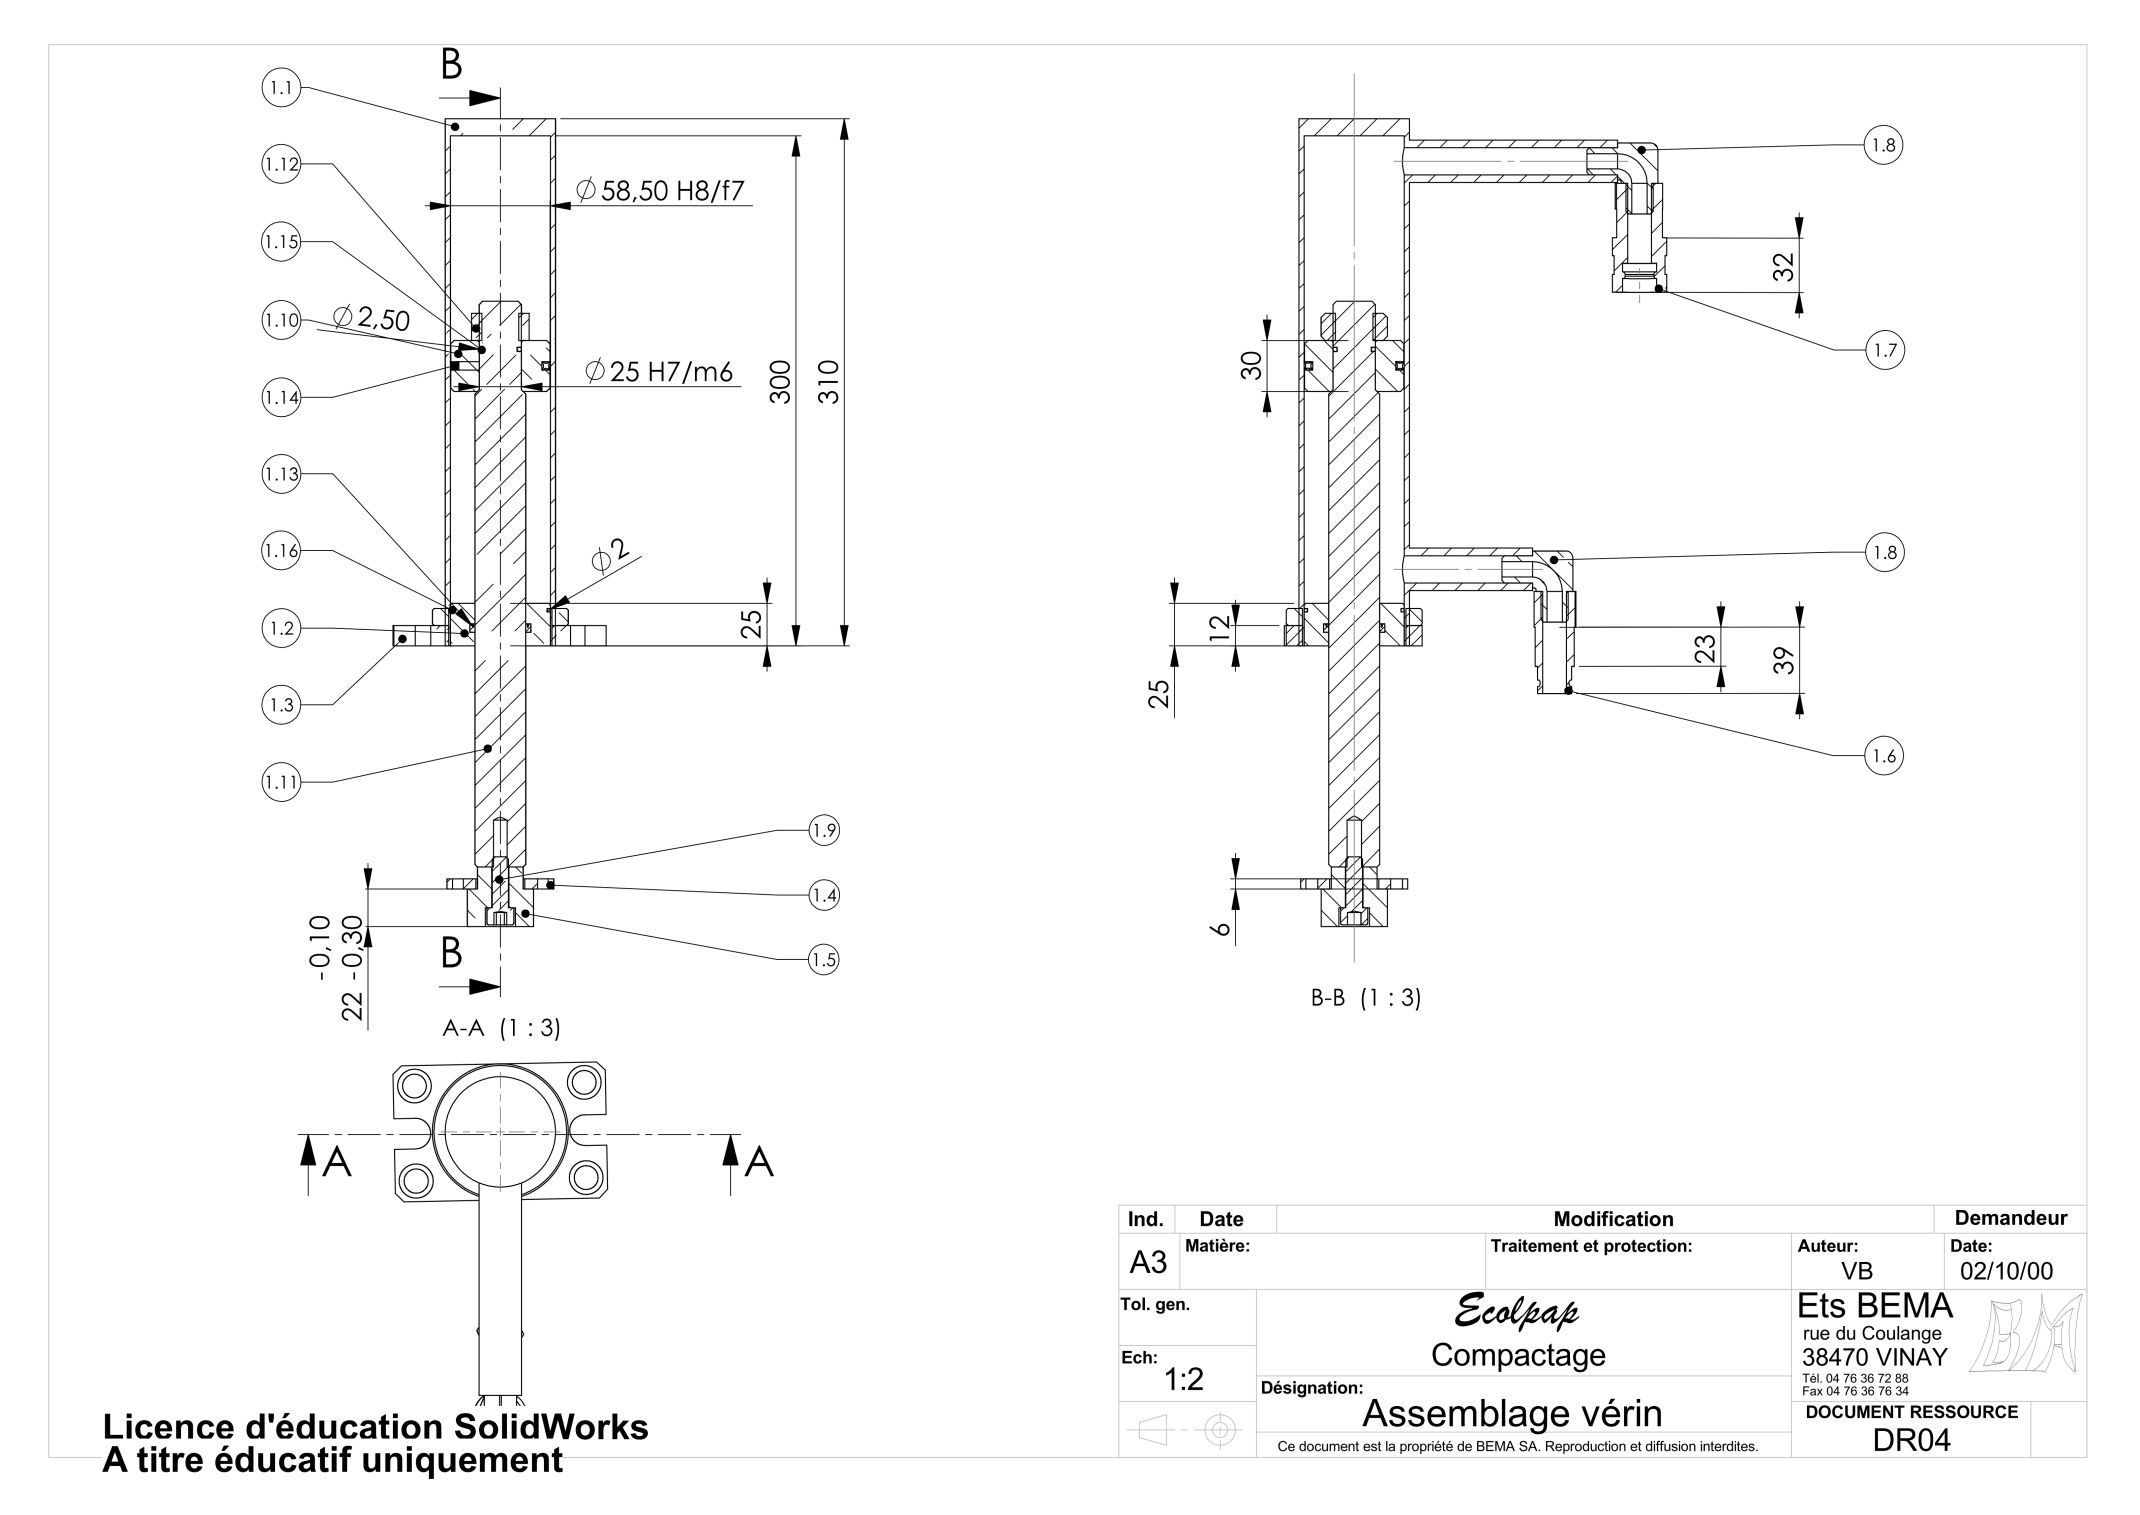 B
1.1
1.12
1.15
1.10
1.14
1.13
1.16
1.2
1.3
1.11
∅ 58,50 H8/f7
∅ 2,50
∅ 25 H7/m6
300
310
∅ 2
25
1.9
1.4
1.5
22 -0,10 -0,30
B
A-A (1 : 3)
A
A
1.8
32
1.7
30
1.8
12
25
23
39
1.6
6
B-B (1 : 3)
Ind. Date Modification Demandeur
A3 Matière: Traitement et protection: Auteur: Date:
VB 02/10/00
Tol. gen.
Ecolpap
Compactage
Ets BEMA
rue du Coulange
38470 VINAY
Tél. 04 76 36 72 88
Fax 04 76 36 76 34
BM
Ech:
1:2
Désignation:
Assemblage vérin
Ce document est la propriété de BEMA SA. Reproduction et diffusion interdites.
DOCUMENT RESSOURCE
DR04
Licence d'éducation SolidWorks
A titre éducatif uniquement